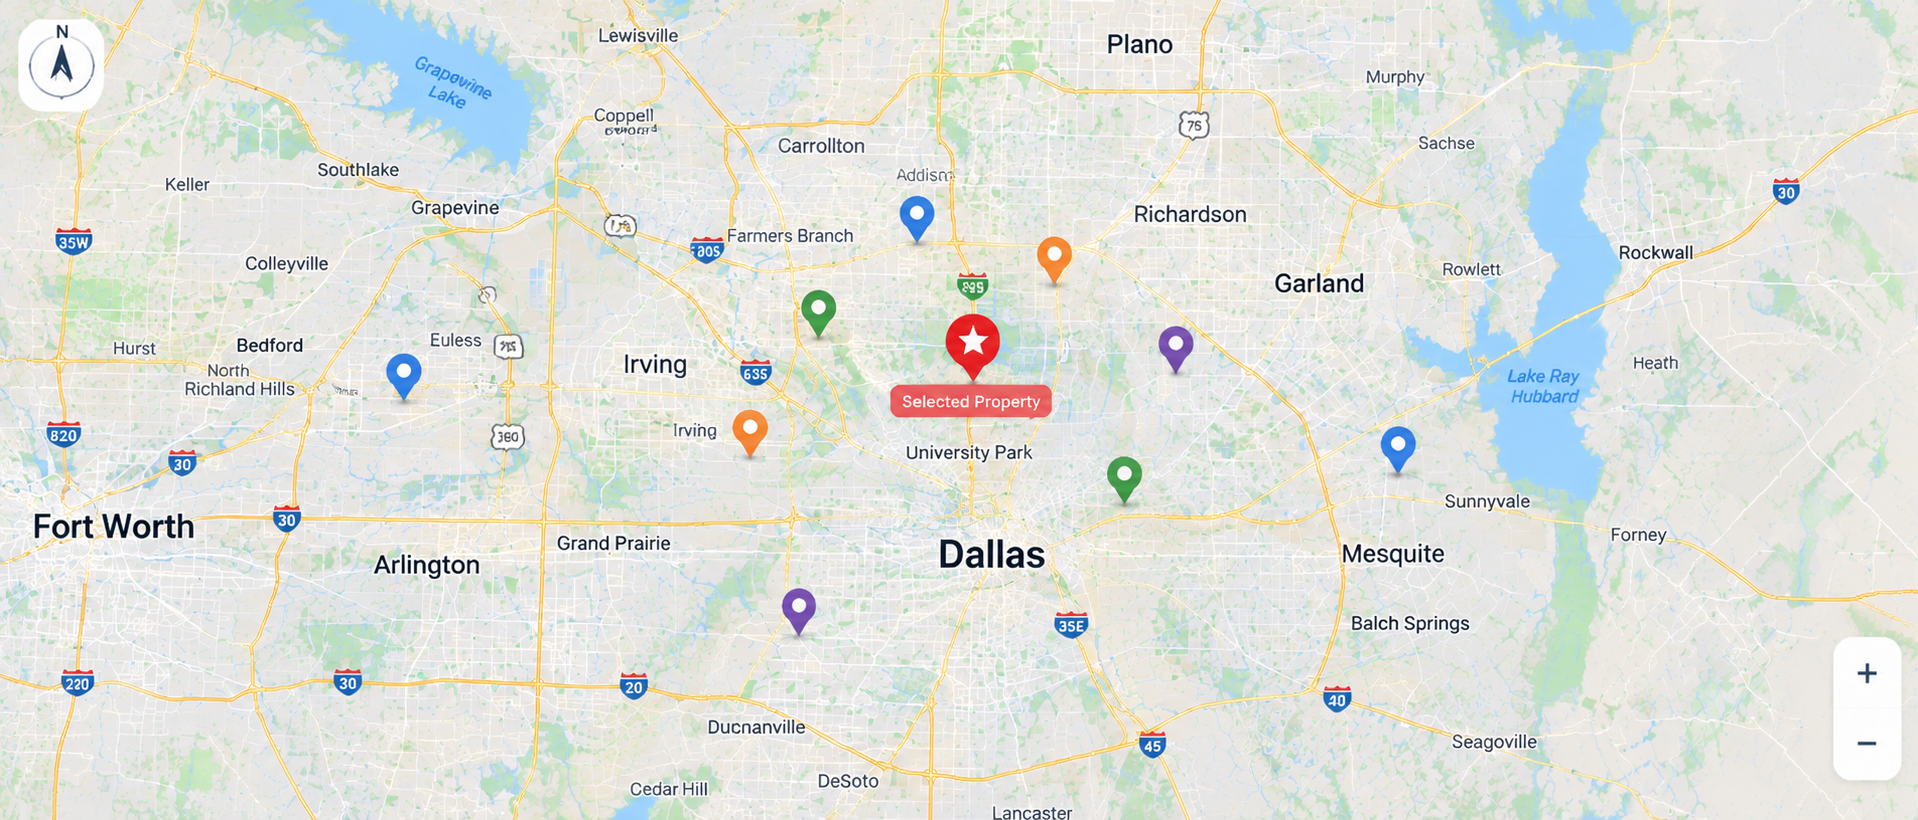 N
Lewisville
Plano
Grapevine
Lake
Murphy
Coppell
75
Carrollton
Sachse
Southlake
Addison
Keller
30
Grapevine
Richardson
35W
Farmers Branch
Rockwall
Colleyville
Rowlett
Garland
Euless
Hurst
Bedford
Irving
Selected Property
North
Richland Hills
635
Heath
Lake Ray
Hubbard
820
30
380
Irving
University Park
Sunnyvale
Fort Worth
30
Forney
Grand Prairie
Dallas
Mesquite
Arlington
35E
Balch Springs
220
30
20
+
40
Ducnanville
45
Seagoville
−
DeSoto
Cedar Hill
Lancaster